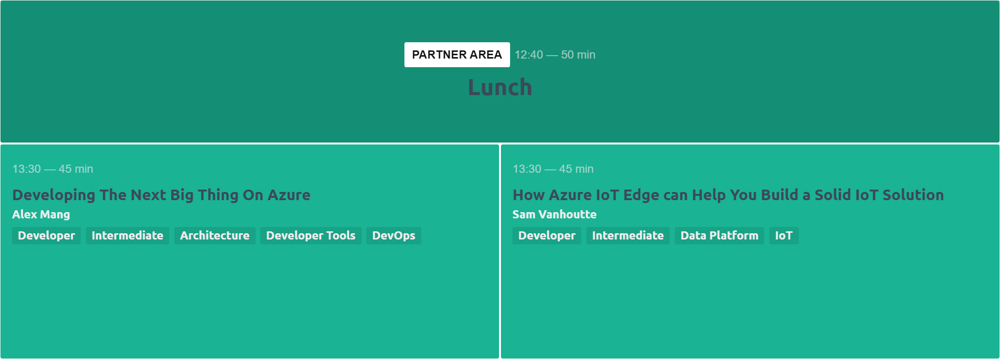 PARTNER AREA 12:40 — 50 min
Lunch
13:30 — 45 min
Developing The Next Big Thing On Azure
Alex Mang
Developer Intermediate Architecture Developer Tools DevOps
13:30 — 45 min
How Azure IoT Edge can Help You Build a Solid IoT Solution
Sam Vanhoutte
Developer Intermediate Data Platform IoT